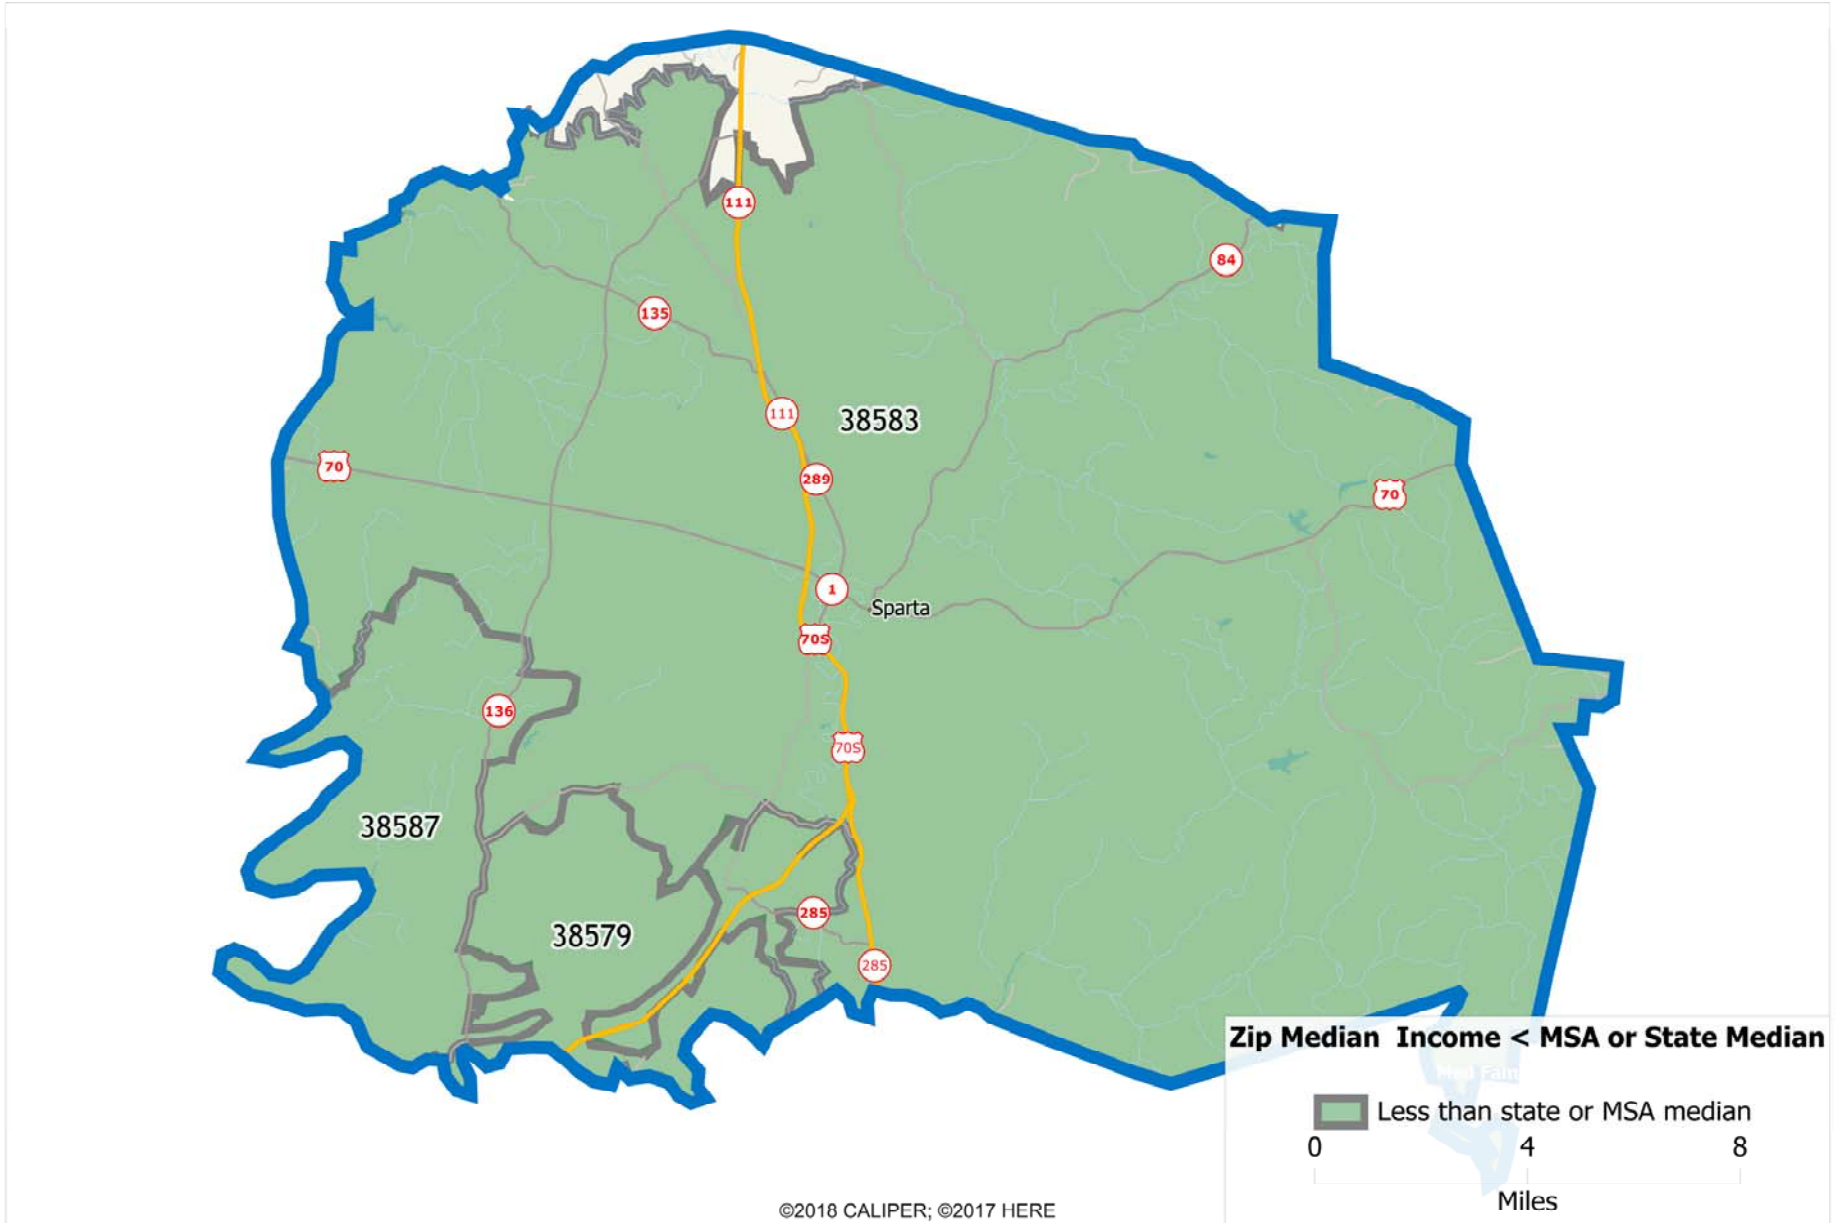 111
84
135
111
38583
70
289
70
1
Sparta
70S
136
70S
38587
285
38579
285
Zip Median Income < MSA or State Median
Med Fam
Less than state or MSA median
0 4 8
Miles
©2018 CALIPER; ©2017 HERE